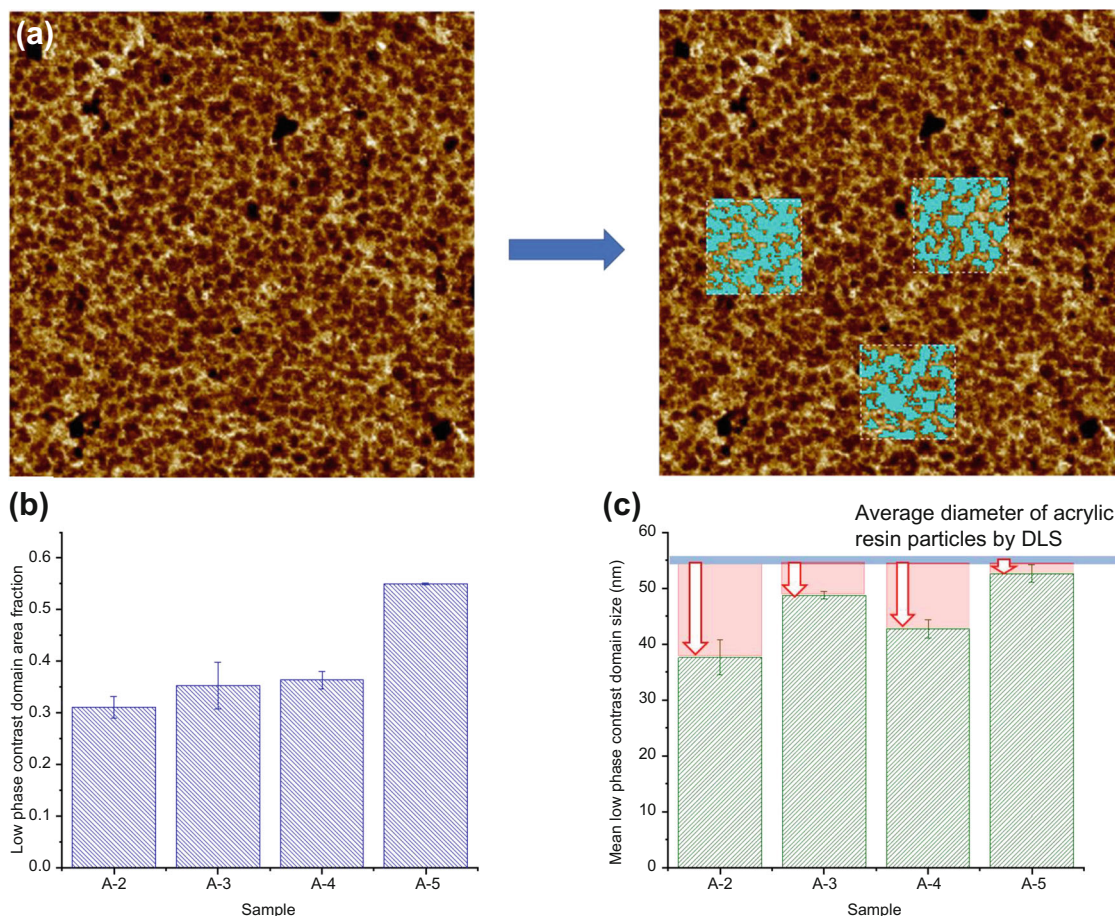 (a)
(b)
0.6
0.5
0.4
0.3
0.2
0.1
0.0
Low phase contrast domain area fraction
A-2 A-3 A-4 A-5
Sample
(c)
Average diameter of acrylic
resin particles by DLS
60
50
40
30
20
10
0
Mean low phase contrast domain size (nm)
A-2 A-3 A-4 A-5
Sample